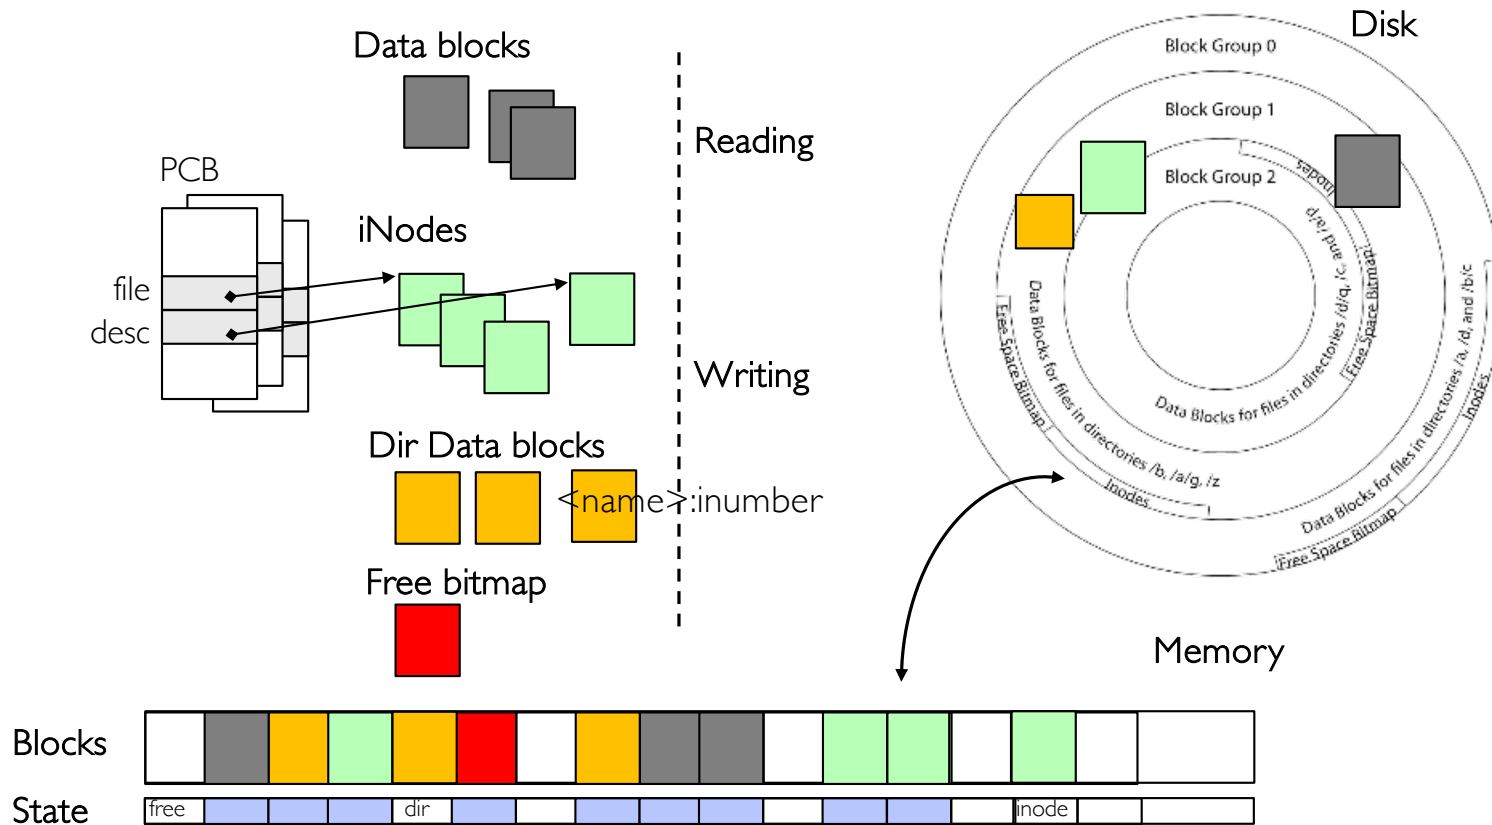 Data blocks
Disk
Block Group 0
Block Group 1
Reading
PCB
Block Group 2
Inodes
iNodes
file
desc
Writing
Data Blocks for files in directories /d/q, /c, and /a/p
Free Space Bitmap
Data Blocks for files in directories /b, /a/g, /z
Free Space Bitmap
Inodes
Data Blocks for files in directories /a, /d, and /b/c
Free Space Bitmap
Inodes
Dir Data blocks
<name>:inumber
Free bitmap
Memory
Blocks
State
free
dir
inode